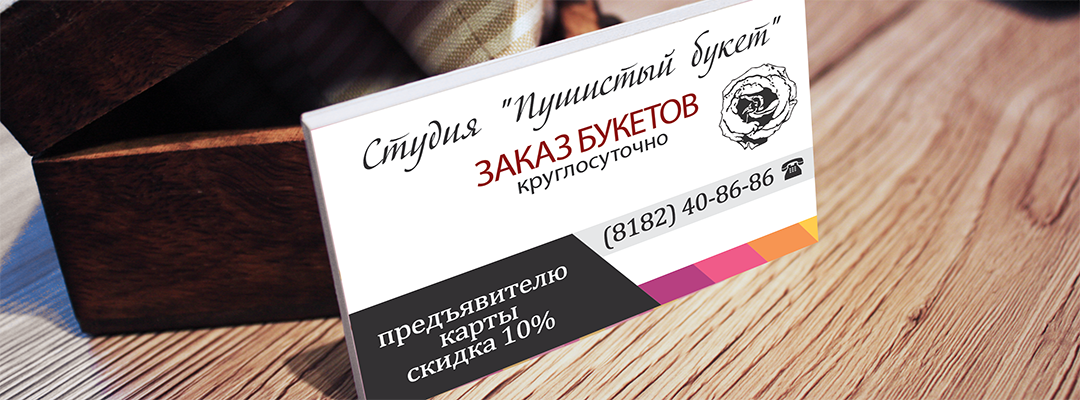 Студия "Пушистый букет"
ЗАКАЗ БУКЕТОВ
круглосуточно
(8182) 40-86-86
предъявителю
карты
скидка 10%